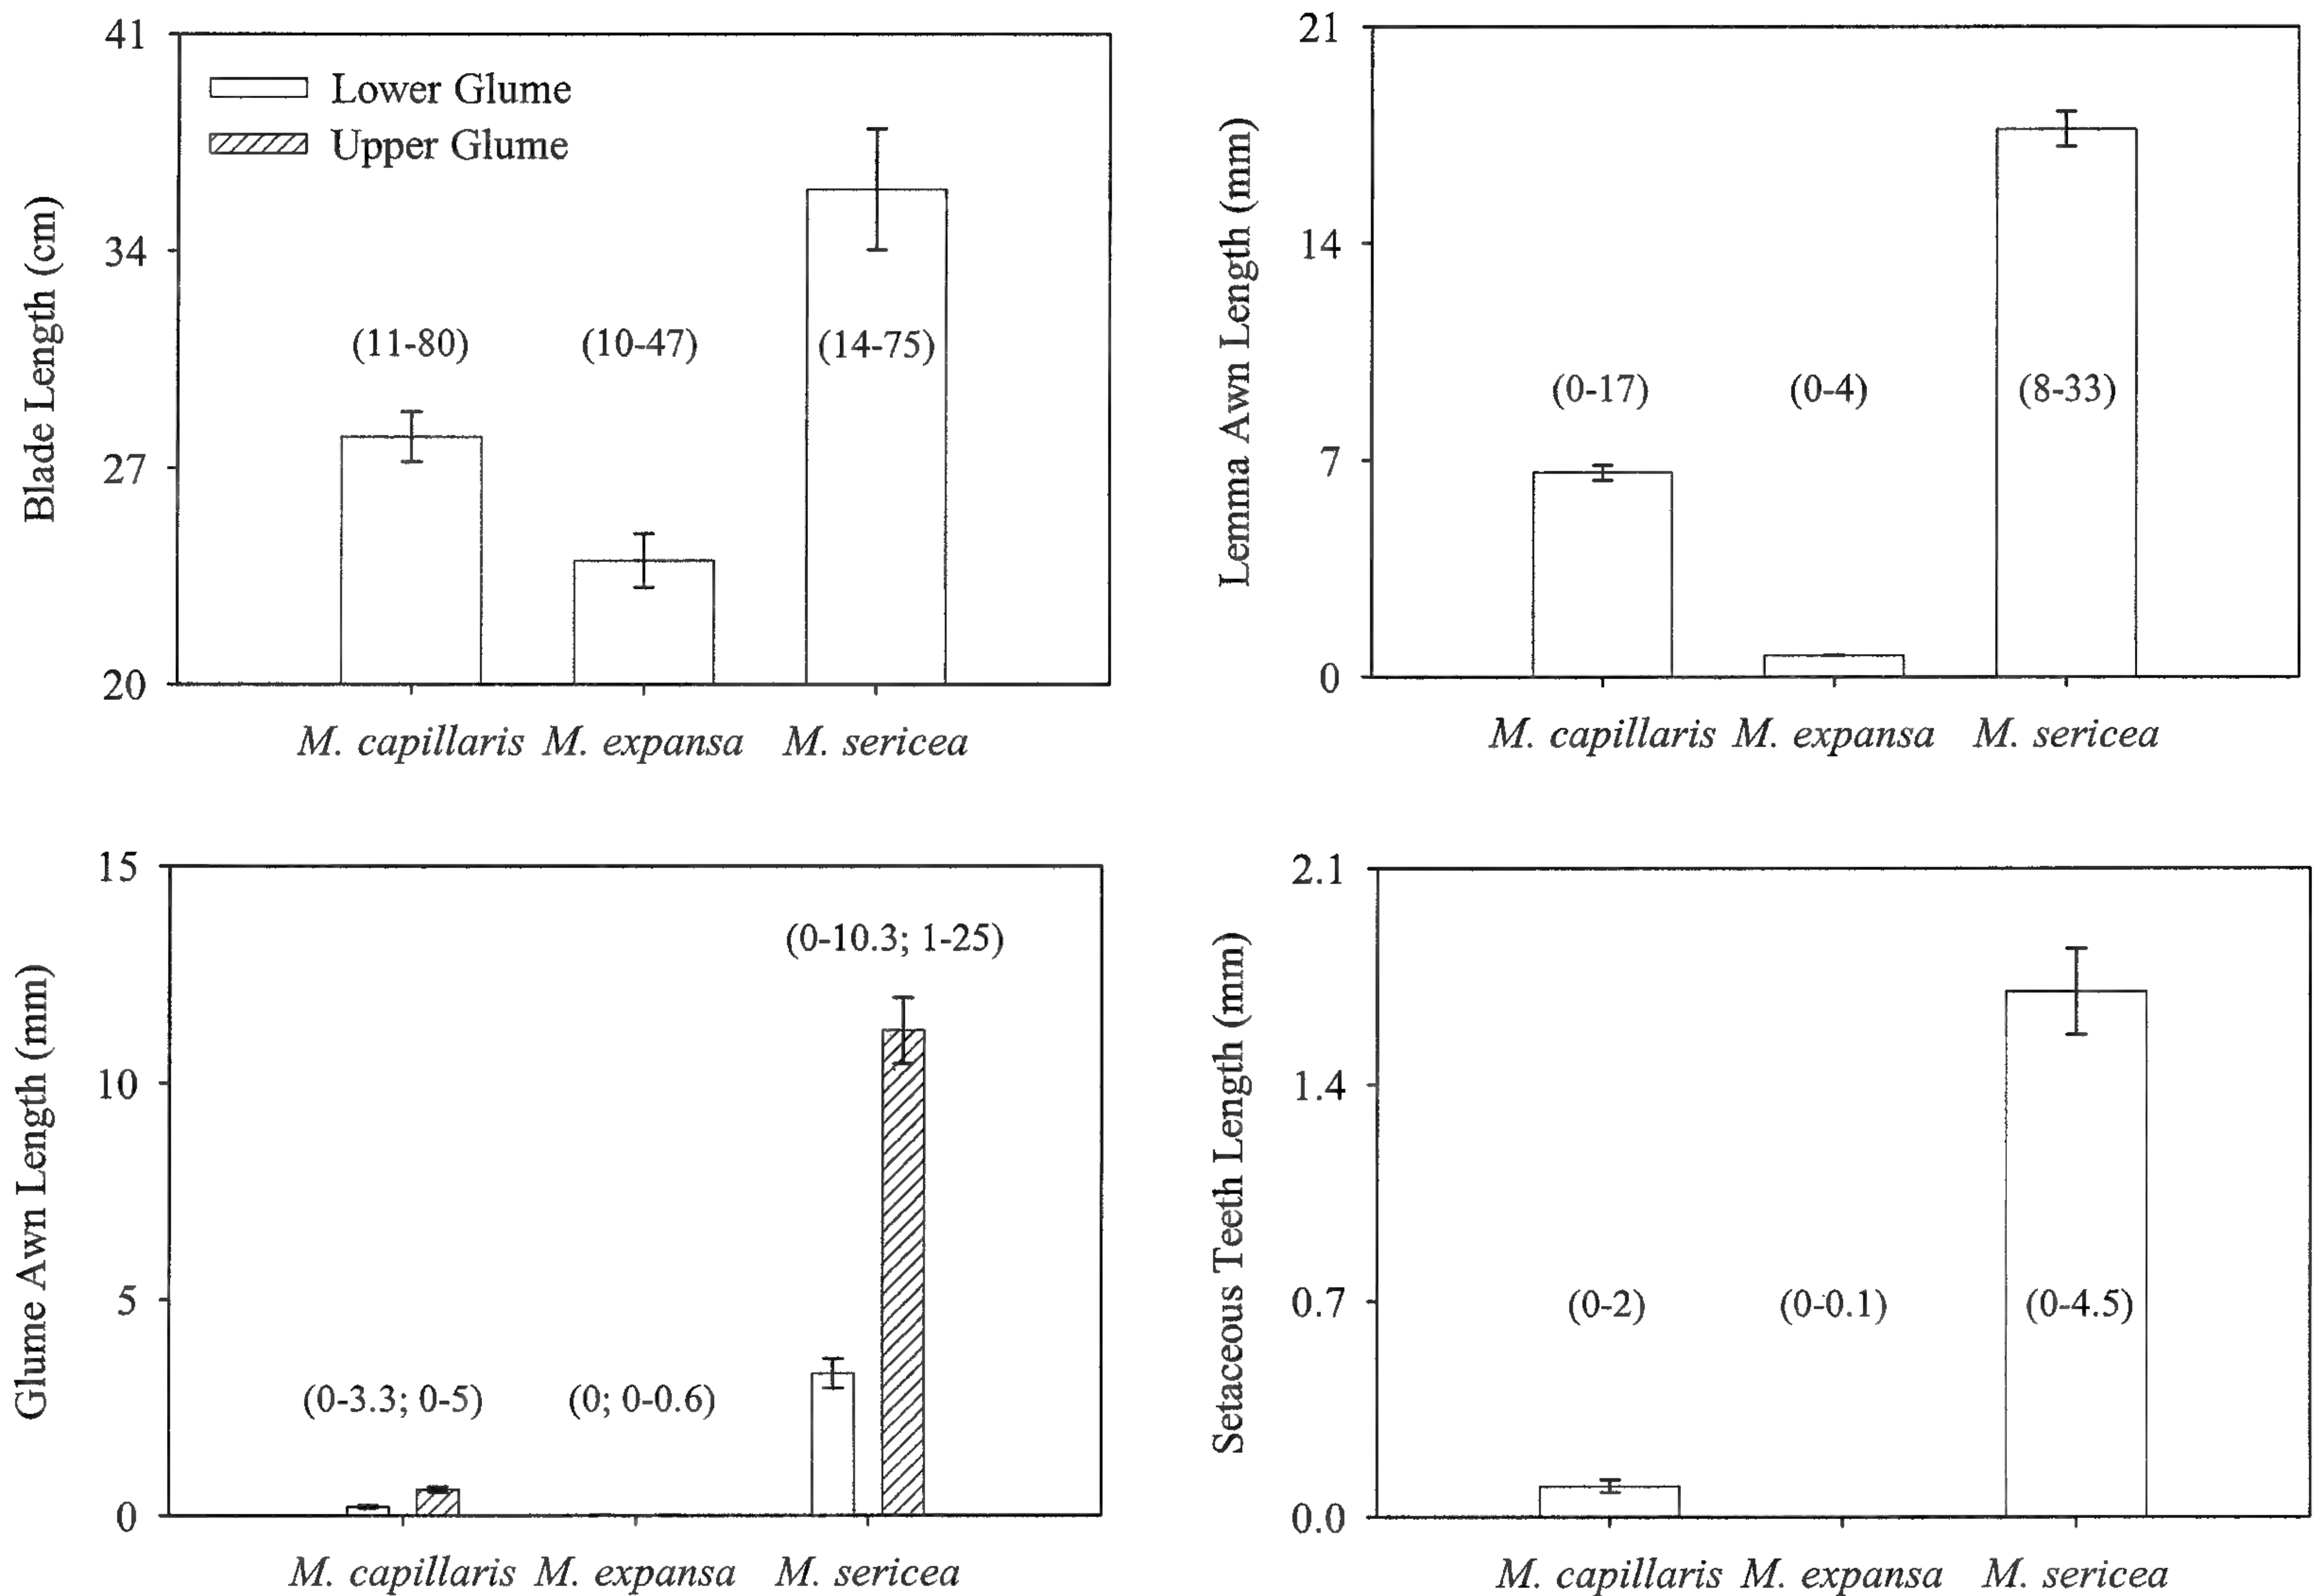 Blade Length (cm)
41
34
27
20
Lower Glume
Upper Glume
(11-80) (10-47) (14-75)
M. capillaris M. expansa M. sericea
Lemma Awn Length (mm)
21
14
7
0
(0-17) (0-4) (8-33)
M. capillaris M. expansa M. sericea
Glume Awn Length (mm)
15
10
5
0
(0-10.3; 1-25)
(0-3.3; 0-5) (0; 0-0.6)
M. capillaris M. expansa M. sericea
Setaceous Teeth Length (mm)
2.1
1.4
0.7
0.0
(0-2) (0-0.1) (0-4.5)
M. capillaris M. expansa M. sericea